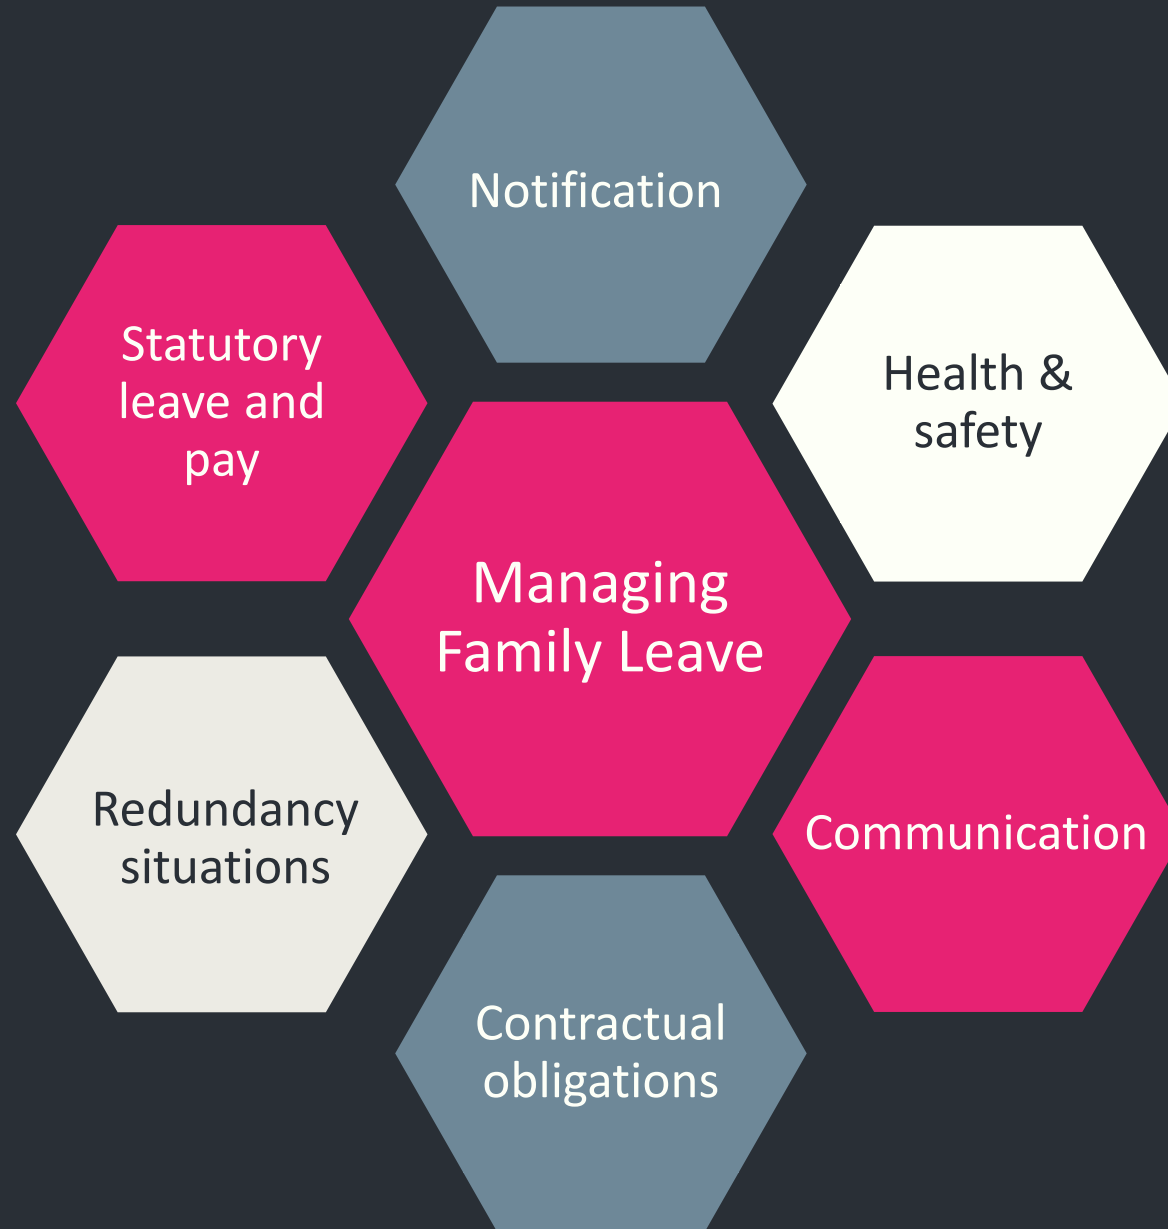 Notification
Statutory
leave and
pay
Health &
safety
Managing
Family Leave
Redundancy
situations
Communication
Contractual
obligations